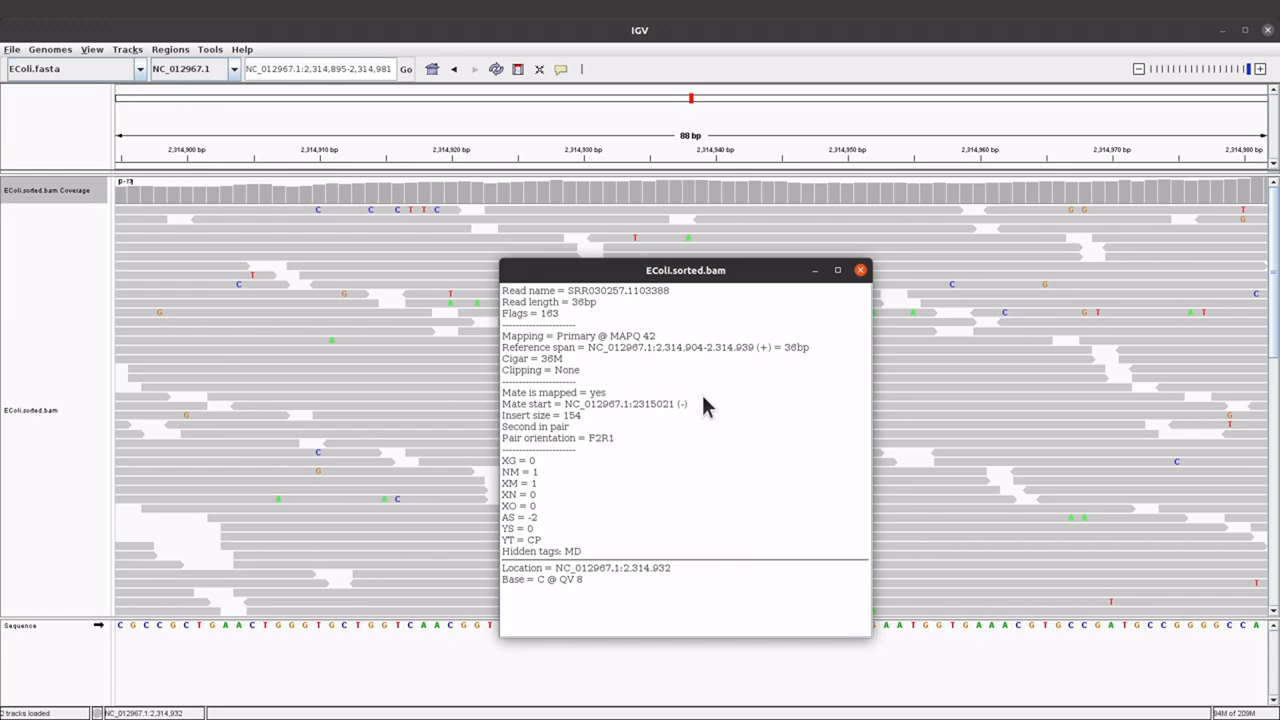 IGV
File Genomes View Tracks Regions Tools Help
EColi.fasta NC_012967.1 NC_012967.1:2,314,895-2,314,981 Go
88 bp
2,314,900 bp 2,314,910 bp 2,314,920 bp 2,314,930 bp 2,314,940 bp 2,314,950 bp 2,314,960 bp 2,314,970 bp 2,314,980 bp
EColi.sorted.bam Coverage
C C C T T C G G T
G
T A
EColi.sorted.bam
T
C C C
G T G
A A
G A C G T A T
A
Read name = SRR030257.1103388
Read length = 36bp
Flags = 163
----------------------
Mapping = Primary @ MAPQ 42
Reference span = NC_012967.1:2,314,904-2,314,939 (+) = 36bp
Cigar = 36M
Clipping = None
----------------------
Mate is mapped = yes
Mate start = NC_012967.1:2315021 (-)
Insert size = 154
Second in pair
Pair orientation = F2R1
----------------------
XG = 0
NM = 1
XM = 1
XN = 0
XO = 0
AS = -2
YS = 0
YT = CP
Hidden tags: MD
Location = NC_012967.1:2,314,932
Base = C @ QV 8
EColi.sorted.bam
G G
T
C C
G
A A C
A A
T
T
Sequence C G C C G C T G A A C T G G G T G C T G G T C A A C G G T G A A T G G T G A A A C G T G C C G A T G C C G G G G C C A
2 tracks loaded NC_012967.1:2,314,932 94M of 209M